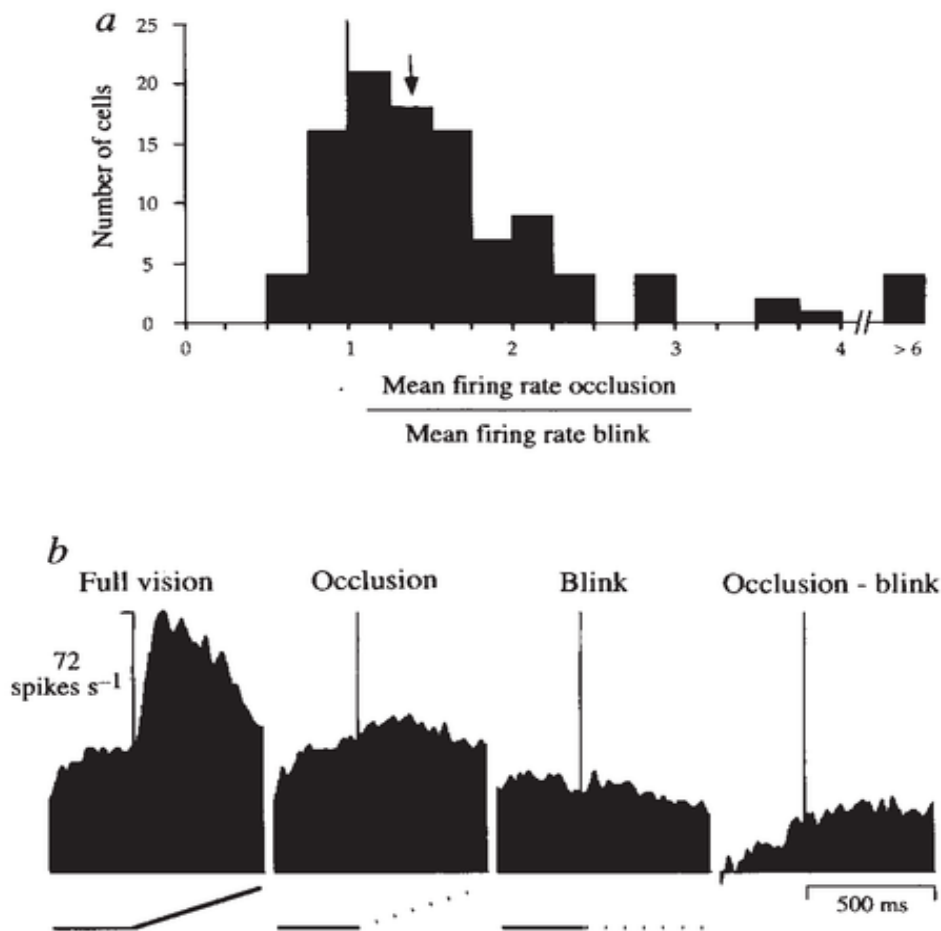 a
25
20
15
10
5
0
Number of cells
0 1 2 3 4 > 6
Mean firing rate occlusion
Mean firing rate blink
b
Full vision Occlusion Blink Occlusion - blink
72
spikes s⁻¹
500 ms